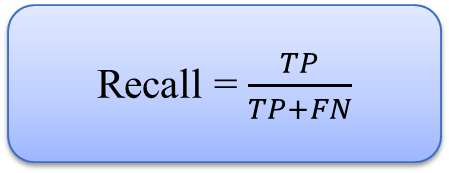 Recall = TP / TP+FN